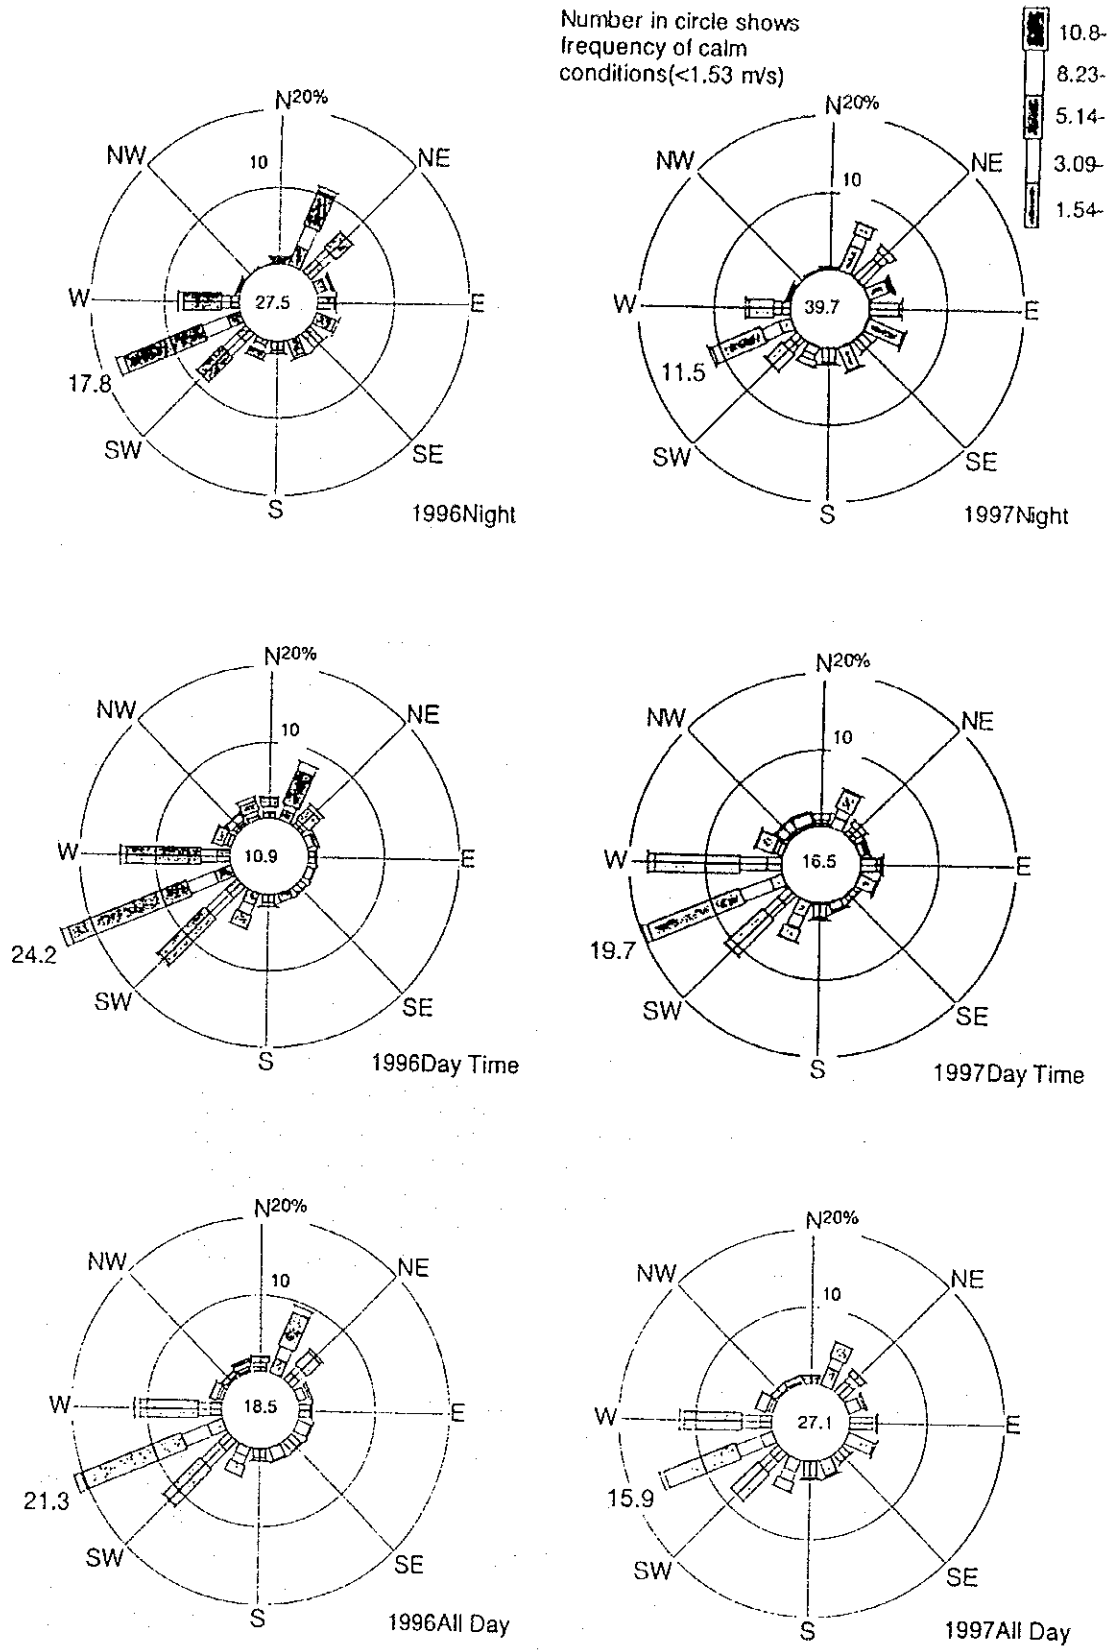 Number in circle shows
frequency of calm
conditions(<1.53 m/s)
10.8-
8.23-
5.14-
3.09-
1.54-
N20%
10
NW
NE
W
27.5
E
17.8
SW
SE
S
1996Night
N20%
10
NW
NE
W
39.7
E
11.5
SW
SE
S
1997Night
N20%
10
NW
NE
W
10.9
E
24.2
SW
SE
S
1996Day Time
N20%
10
NW
NE
W
16.5
E
19.7
SW
SE
S
1997Day Time
N20%
10
NW
NE
W
18.5
E
21.3
SW
SE
S
1996All Day
N20%
10
NW
NE
W
27.1
E
15.9
SW
SE
S
1997All Day